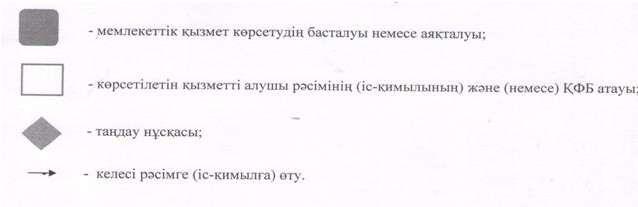 - мемлекеттік қызмет көрсетудің басталуы немесе аяқталуы;
- көрсетілетін қызметті алушы рәсімінің (іс-қимылының) және (немесе) ҚФБ атауы;
- таңдау нұсқасы;
- келесі рәсімге (іс-қимылға) өту.